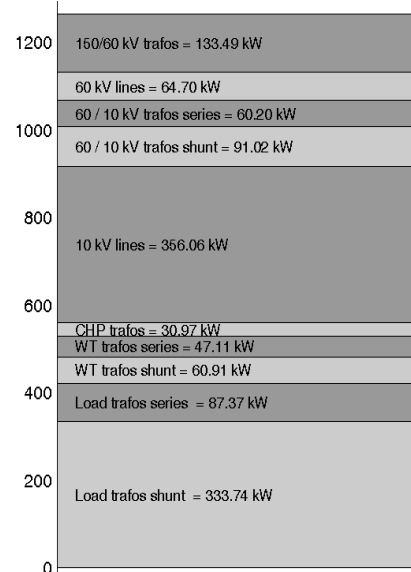 1200
150/60 kV trafos = 133.49 kW
60 kV lines = 64.70 kW
60 / 10 kV trafos series = 60.20 kW
1000
60 / 10 kV trafos shunt = 91.02 kW
800
10 kV lines = 356.06 kW
600
CHP trafos = 30.97 kW
WT trafos series = 47.11 kW
WT trafos shunt = 60.91 kW
400
Load trafos series = 87.37 kW
200
Load trafos shunt = 333.74 kW
0